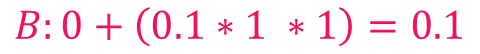 B: 0 + (0.1 * 1 * 1) = 0.1